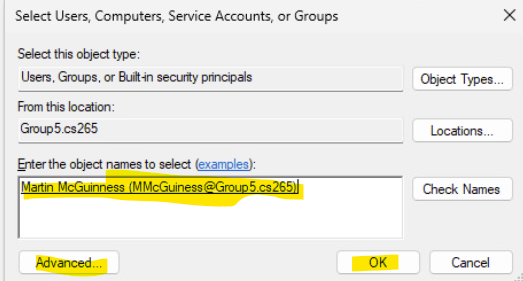 Select Users, Computers, Service Accounts, or Groups
Select this object type:
Users, Groups, or Built-in security principals
Object Types...
From this location:
Group5.cs265
Locations...
Enter the object names to select (examples):
Martin McGuinness (MMcGuiness@Group5.cs265)
Check Names
Advanced...
OK
Cancel